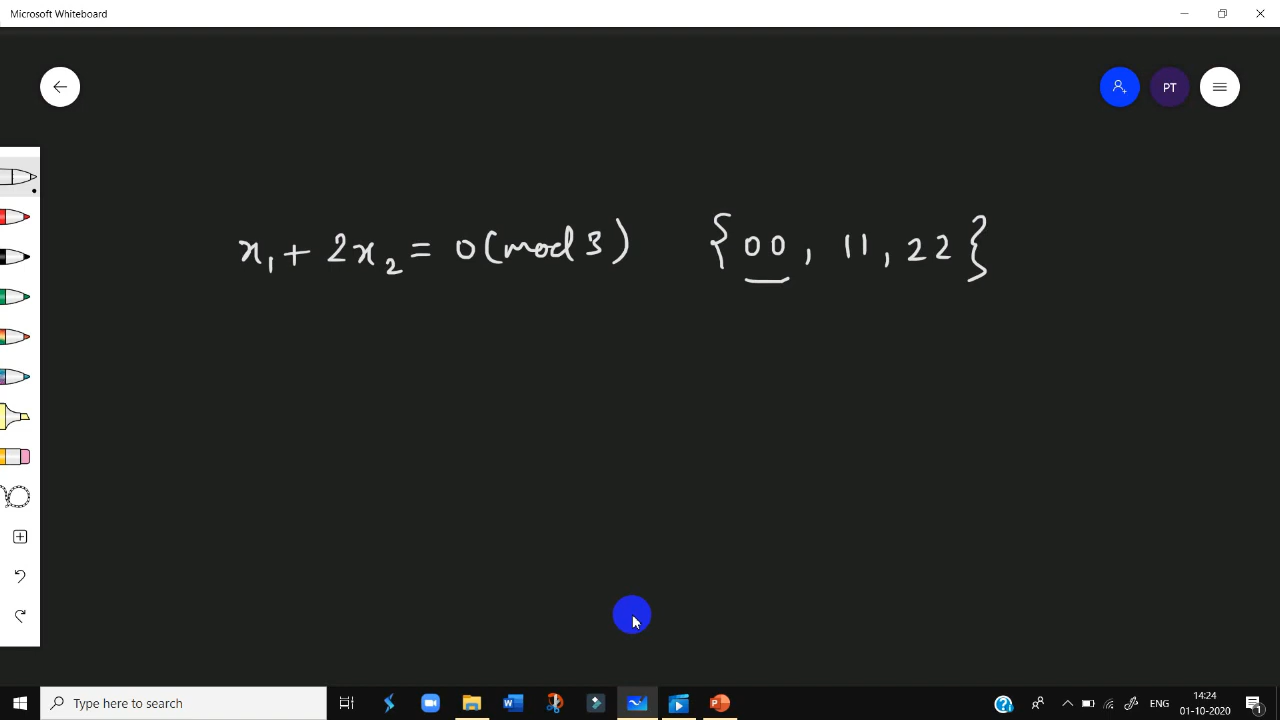 Microsoft Whiteboard
PT
x₁ + 2x₂ = 0 (mod 3) {00, 11, 22}
Type here to search
ENG
14:24
01-10-2020
1